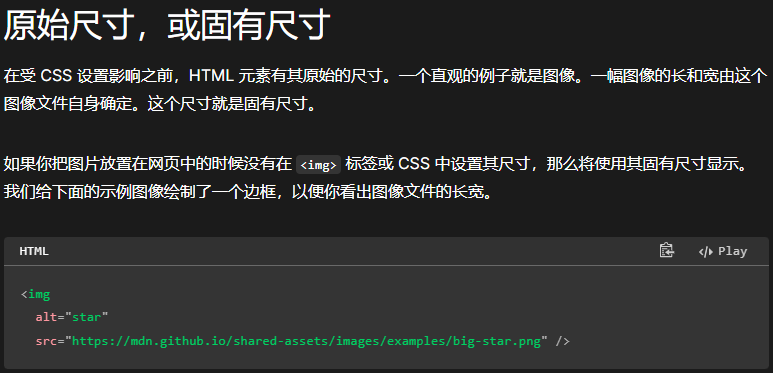 原始尺寸，或固有尺寸
在受 CSS 设置影响之前，HTML 元素有其原始的尺寸。一个直观的例子就是图像。一幅图像的长和宽由这个
图像文件自身确定。这个尺寸就是固有尺寸。
如果你把图片放置在网页中的时候没有在 <img> 标签或 CSS 中设置其尺寸，那么将使用其固有尺寸显示。
我们给下面的示例图像绘制了一个边框，以便你看出图像文件的长宽。
HTML
Play
<img
alt="star"
src="https://mdn.github.io/shared-assets/images/examples/big-star.png" />